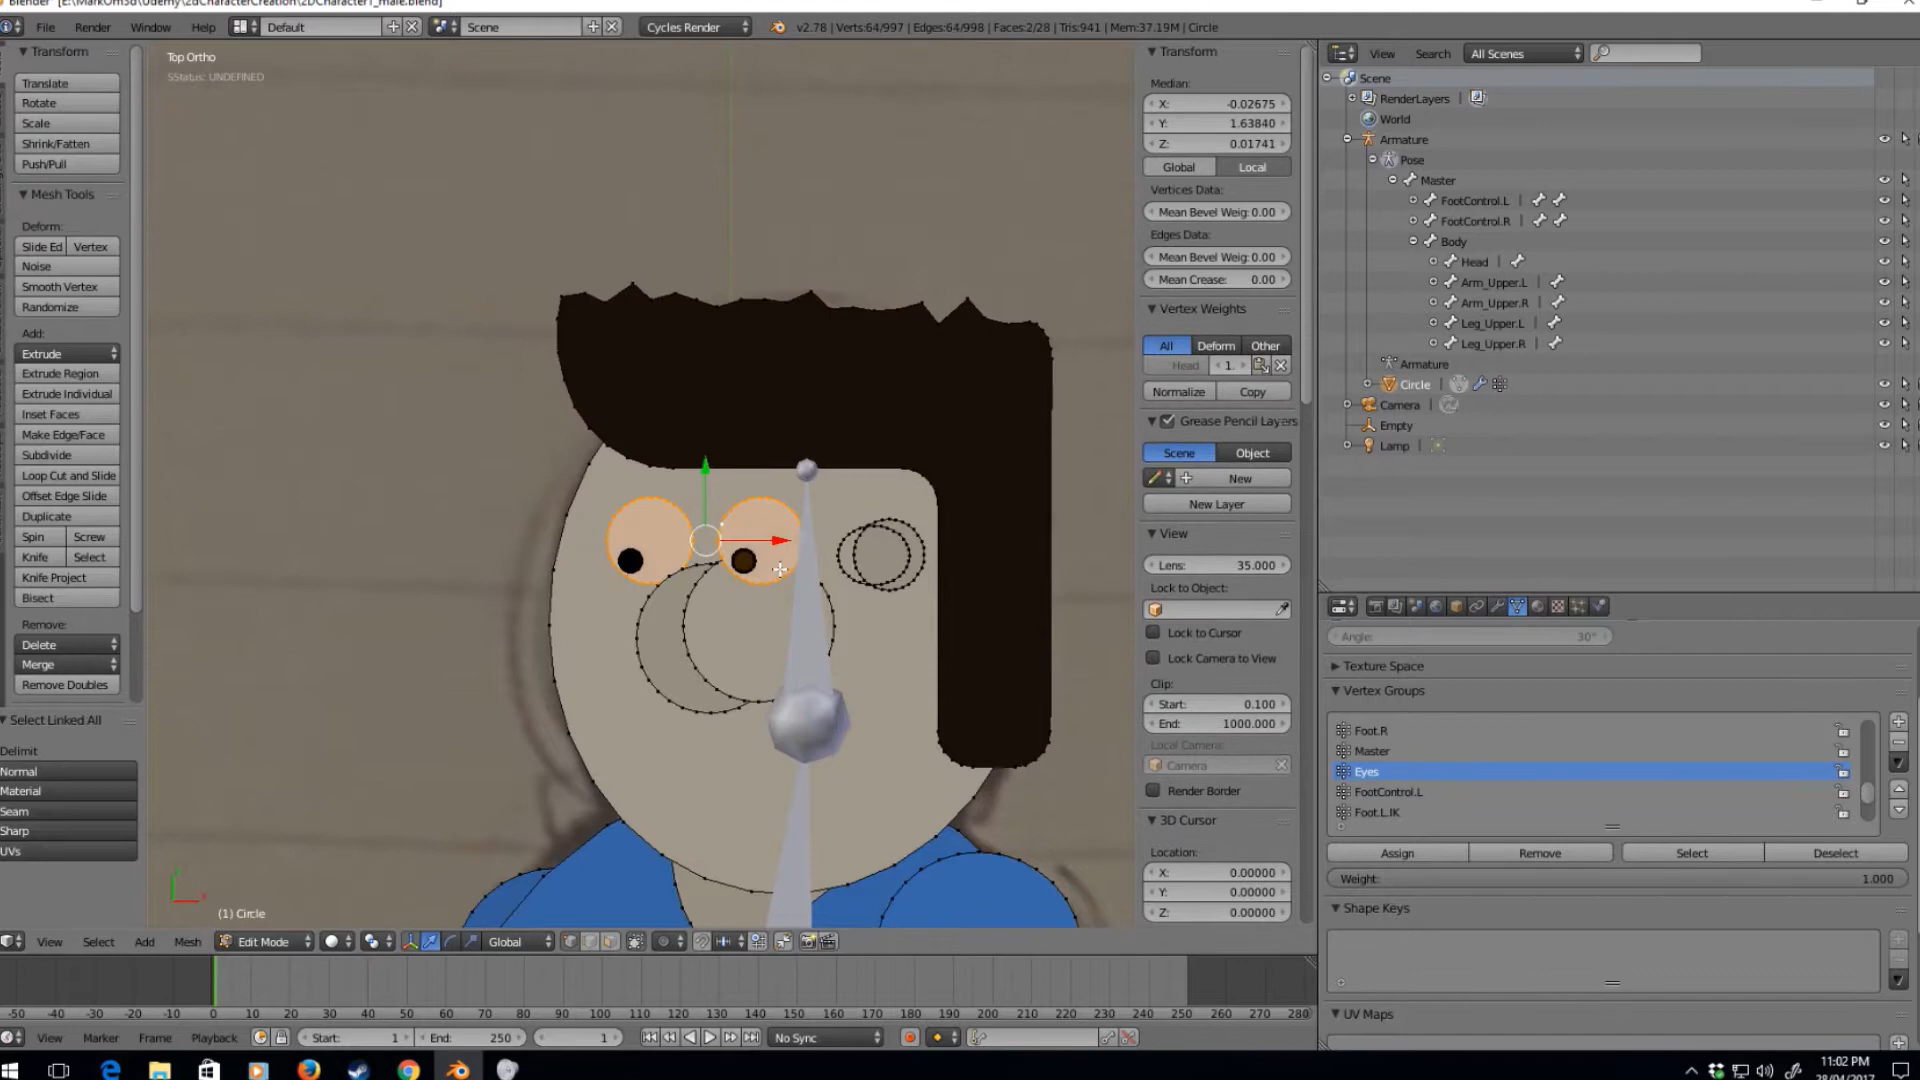 Blender* [E:\MarkOm3d\Udemy\2dCharacterCreation\2DCharacter1_male.blend]
File Render Window Help Default Scene Cycles Render v2.78 | Verts:64/997 | Edges:64/998 | Faces:2/28 | Tris:941 | Mem:37.19M | Circle
Transform
Translate
Rotate
Scale
Shrink/Fatten
Push/Pull
Mesh Tools
Deform:
Slide Ed Vertex
Noise
Smooth Vertex
Randomize
Add:
Extrude
Extrude Region
Extrude Individual
Inset Faces
Make Edge/Face
Subdivide
Loop Cut and Slide
Offset Edge Slide
Duplicate
Spin Screw
Knife Select
Knife Project
Bisect
Remove:
Delete
Merge
Remove Doubles
Select Linked All
Delimit
Normal
Material
Seam
Sharp
UVs
Top Ortho
SStatus: UNDEFINED
(1) Circle
Transform
Median:
X: -0.02675
Y: 1.63840
Z: 0.01741
Global Local
Vertices Data:
Mean Bevel Weig: 0.00
Edges Data:
Mean Bevel Weig: 0.00
Mean Crease: 0.00
Vertex Weights
All Deform Other
Head 1.
Normalize Copy
Grease Pencil Layers
Scene Object
New
New Layer
View
Lens: 35.000
Lock to Object:
Lock to Cursor
Lock Camera to View
Clip:
Start: 0.100
End: 1000.000
Local Camera:
Camera
Render Border
3D Cursor
Location:
X: 0.00000
Y: 0.00000
Z: 0.00000
View Search All Scenes
Scene
RenderLayers
World
Armature
Pose
Master
FootControl.L
FootControl.R
Body
Head
Arm_Upper.L
Arm_Upper.R
Leg_Upper.L
Leg_Upper.R
Armature
Circle
Camera
Empty
Lamp
Angle: 30°
Texture Space
Vertex Groups
Foot.R
Master
Eyes
FootControl.L
Foot.L.IK
Assign Remove Select Deselect
Weight: 1.000
Shape Keys
UV Maps
View Select Add Mesh Edit Mode Global
-50 -40 -30 -20 -10 0 10 20 30 40 50 60 70 80 90 100 110 120 130 140 150 160 170 180 190 200 210 220 230 240 250 260 270 280
View Marker Frame Playback Start: 1 End: 250 1 No Sync
11:02 PM
28/04/2017